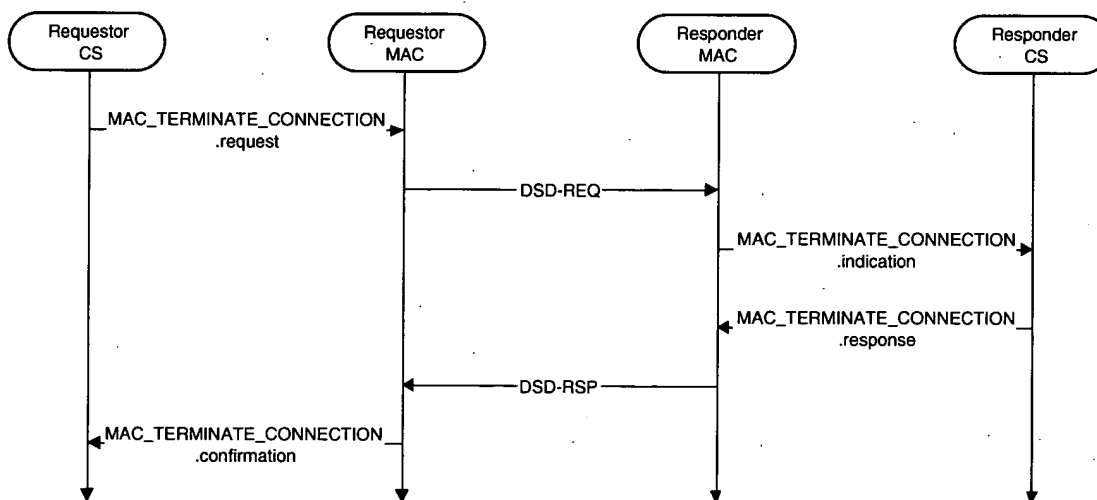 Requestor
CS
Requestor
MAC
Responder
MAC
Responder
CS
MAC_TERMINATE_CONNECTION
.request
DSD-REQ
MAC_TERMINATE_CONNECTION
.indication
MAC_TERMINATE_CONNECTION
.response
DSD-RSP
MAC_TERMINATE_CONNECTION
.confirmation